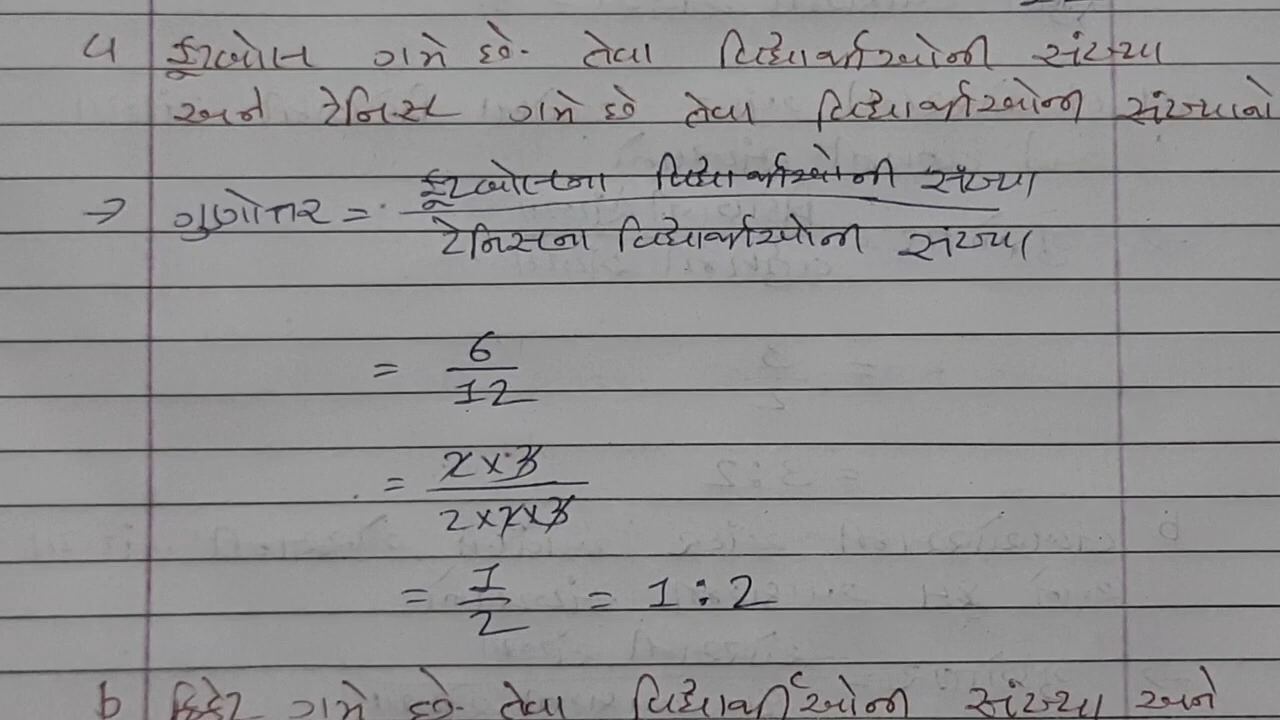 a ફૂટબોલ ગમે છે. તેવા વિદ્યાર્થીઓની સંખ્યા
અને ટેનિસ ગમે છે તેવા વિદ્યાર્થીઓની સંખ્યાનો
→ ગુણોત્તર = ફૂટબોલના વિદ્યાર્થીઓની સંખ્યા
ટેનિસના વિદ્યાર્થીઓની સંખ્યા
= 6
12
= 2 × 3
2 × 2 × 3
= 1/2 = 1 : 2
b ક્રિકેટ ગમે છે. તેવા વિદ્યાર્થીઓની સંખ્યા અને